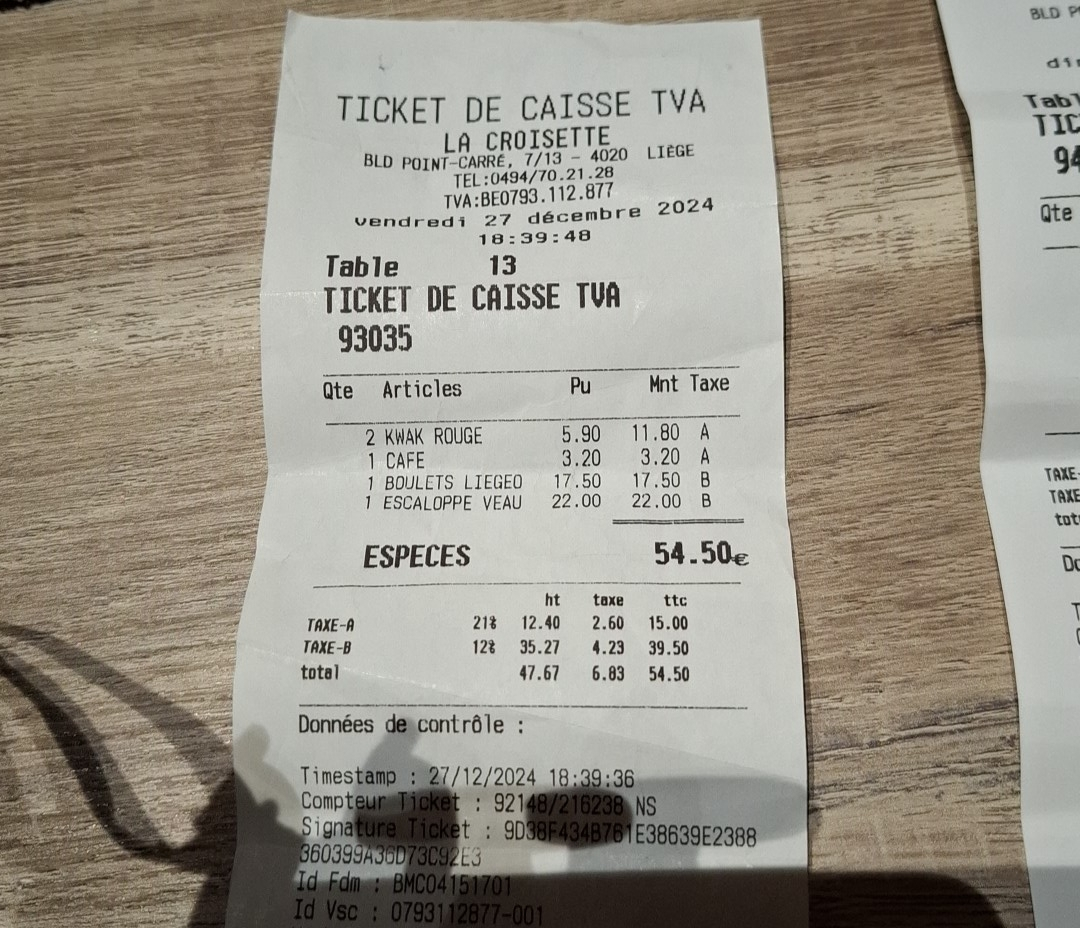 TICKET DE CAISSE TVA
LA CROISETTE
BLD POINT-CARRÉ, 7/13 - 4020 LIÈGE
TEL:0494/70.21.28
TVA:BE0793.112.877
vendredi 27 décembre 2024
18:39:48
Table 13
TICKET DE CAISSE TVA
93035
Qte Articles Pu Mnt Taxe
2 KWAK ROUGE 5.90 11.80 A
1 CAFE 3.20 3.20 A
1 BOULETS LIEGEO 17.50 17.50 B
1 ESCALOPPE VEAU 22.00 22.00 B
ESPECES 54.50€
ht taxe ttc
TAXE-A 21% 12.40 2.60 15.00
TAXE-B 12% 35.27 4.23 39.50
total 47.67 6.83 54.50
Données de contrôle :
Timestamp : 27/12/2024 18:39:36
Compteur Ticket : 92148/216238 NS
Signature Ticket : 9D38F434B761E38639E2388
360399A36D73C92E3
Id Fdm : BMC04151701
Id Vsc : 0793112877-001
BLD
Table
94
Qte
TAXE-
TAXE